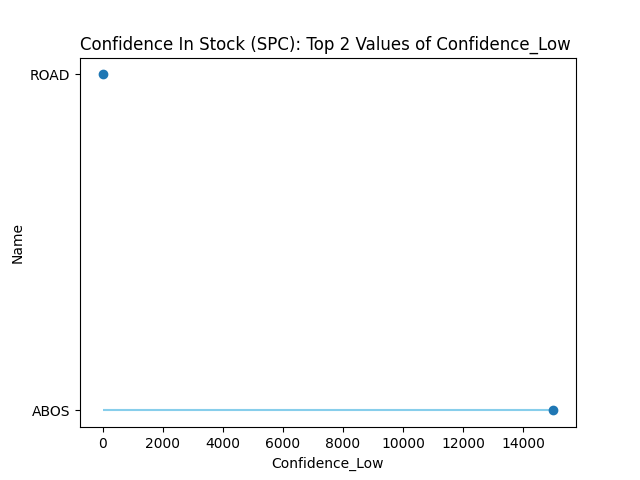 Confidence In Stock (SPC): Top 2 Values of Confidence_Low
ROAD
Name
ABOS
0 2000 4000 6000 8000 10000 12000 14000
Confidence_Low